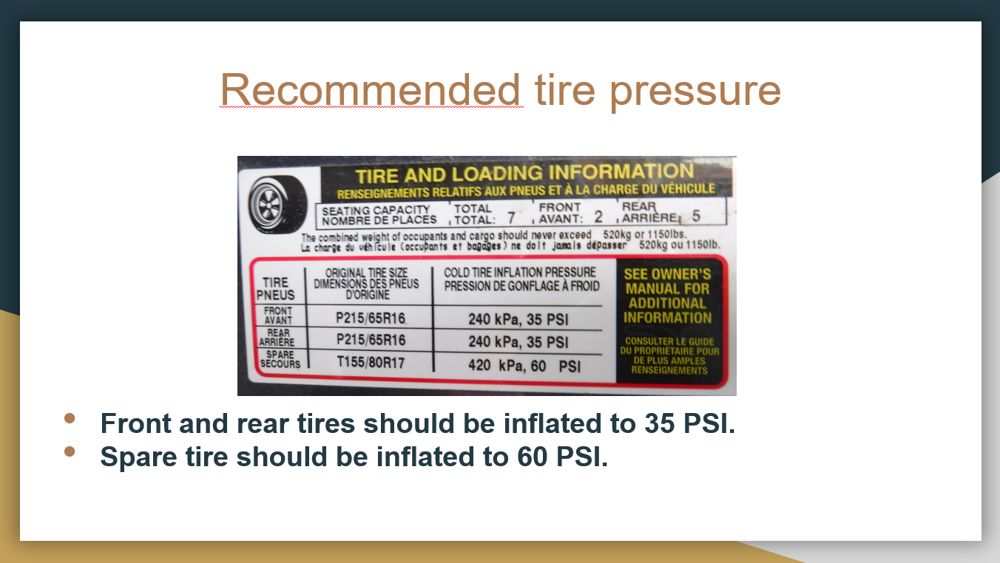 Recommended tire pressure
TIRE AND LOADING INFORMATION
RENSEIGNEMENTS RELATIFS AUX PNEUS ET À LA CHARGE DU VÉHICULE
SEATING CAPACITY TOTAL FRONT REAR
NOMBRE DE PLACES TOTAL: 7 AVANT: 2 ARRIÈRE: 5
The combined weight of occupants and cargo should never exceed 520kg or 1150lbs.
La charge du véhicule (occupants et bagages) ne doit jamais dépasser 520kg ou 1150lb.
TIRE
PNEUS
ORIGINAL TIRE SIZE
DIMENSIONS DES PNEUS
D'ORIGINE
COLD TIRE INFLATION PRESSURE
PRESSION DE GONFLAGE À FROID
FRONT
AVANT
P215/65R16
240 kPa, 35 PSI
REAR
ARRIÈRE
P215/65R16
240 kPa, 35 PSI
SPARE
SECOURS
T155/80R17
420 kPa, 60 PSI
SEE OWNER'S
MANUAL FOR
ADDITIONAL
INFORMATION
CONSULTER LE GUIDE
DU PROPRIÉTAIRE POUR
DE PLUS AMPLES
RENSEIGNEMENTS
• Front and rear tires should be inflated to 35 PSI.
• Spare tire should be inflated to 60 PSI.